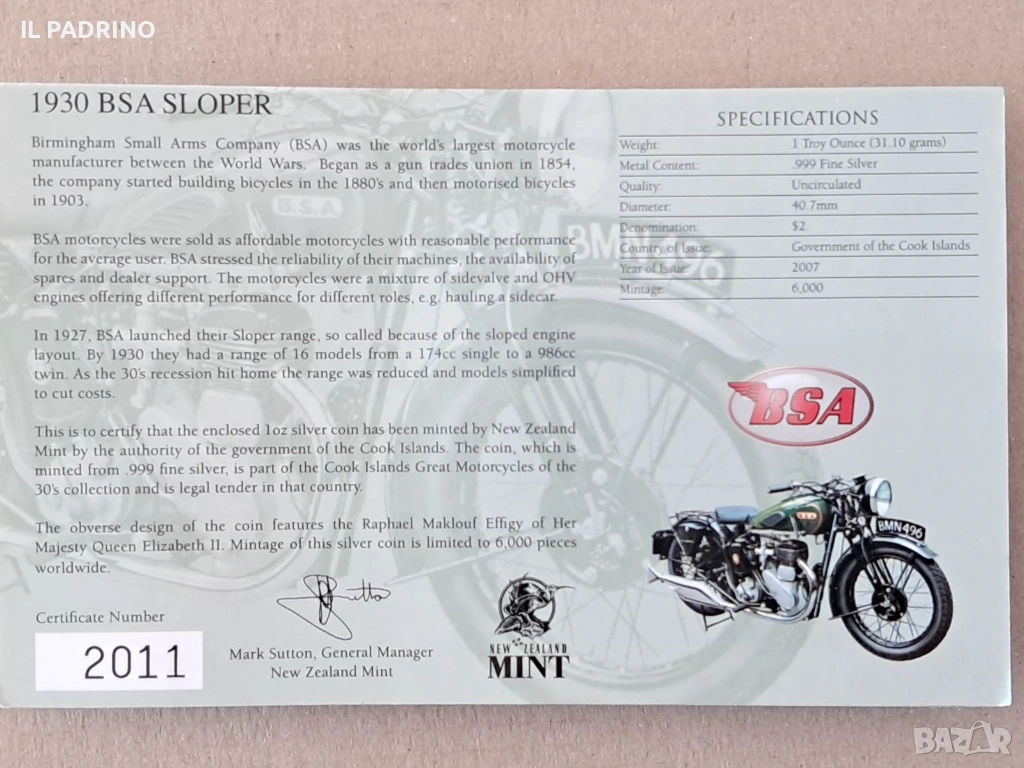 IL PADRINO
1930 BSA SLOPER
Birmingham Small Arms Company (BSA) was the world's largest motorcycle
manufacturer between the World Wars. Began as a gun trades union in 1854,
the company started building bicycles in the 1880's and then motorised bicycles
in 1903.
BSA motorcycles were sold as affordable motorcycles with reasonable performance
for the average user. BSA stressed the reliability of their machines, the availability of
spares and dealer support. The motorcycles were a mixture of sidevalve and OHV
engines offering different performance for different roles, e.g. hauling a sidecar.
In 1927, BSA launched their Sloper range, so called because of the sloped engine
layout. By 1930 they had a range of 16 models from a 174cc single to a 986cc
twin. As the 30's recession hit home the range was reduced and models simplified
to cut costs.
This is to certify that the enclosed 1oz silver coin has been minted by New Zealand
Mint by the authority of the government of the Cook Islands. The coin, which is
minted from .999 fine silver, is part of the Cook Islands Great Motorcycles of the
30's collection and is legal tender in that country.
The obverse design of the coin features the Raphael Maklouf Effigy of Her
Majesty Queen Elizabeth II. Mintage of this silver coin is limited to 6,000 pieces
worldwide.
Certificate Number
2011
Mark Sutton, General Manager
New Zealand Mint
NEW ZEALAND
MINT
SPECIFICATIONS
Weight: 1 Troy Ounce (31.10 grams)
Metal Content: .999 Fine Silver
Quality: Uncirculated
Diameter: 40.7mm
Denomination: $2
Country of Issue: Government of the Cook Islands
Year of Issue: 2007
Mintage: 6,000
B.S.A
BMN 496
BSA
BMN 496
BAZAR